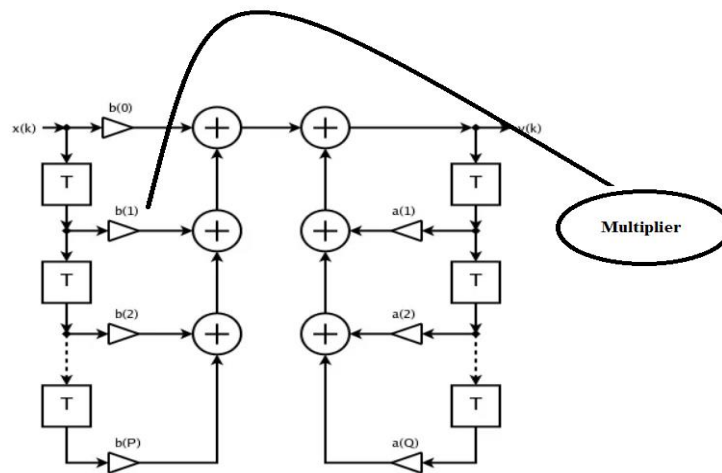 b(0)
x(k)
y(k)
T
T
b(1)
a(1)
Multiplier
T
T
b(2)
a(2)
T
T
b(P)
a(Q)